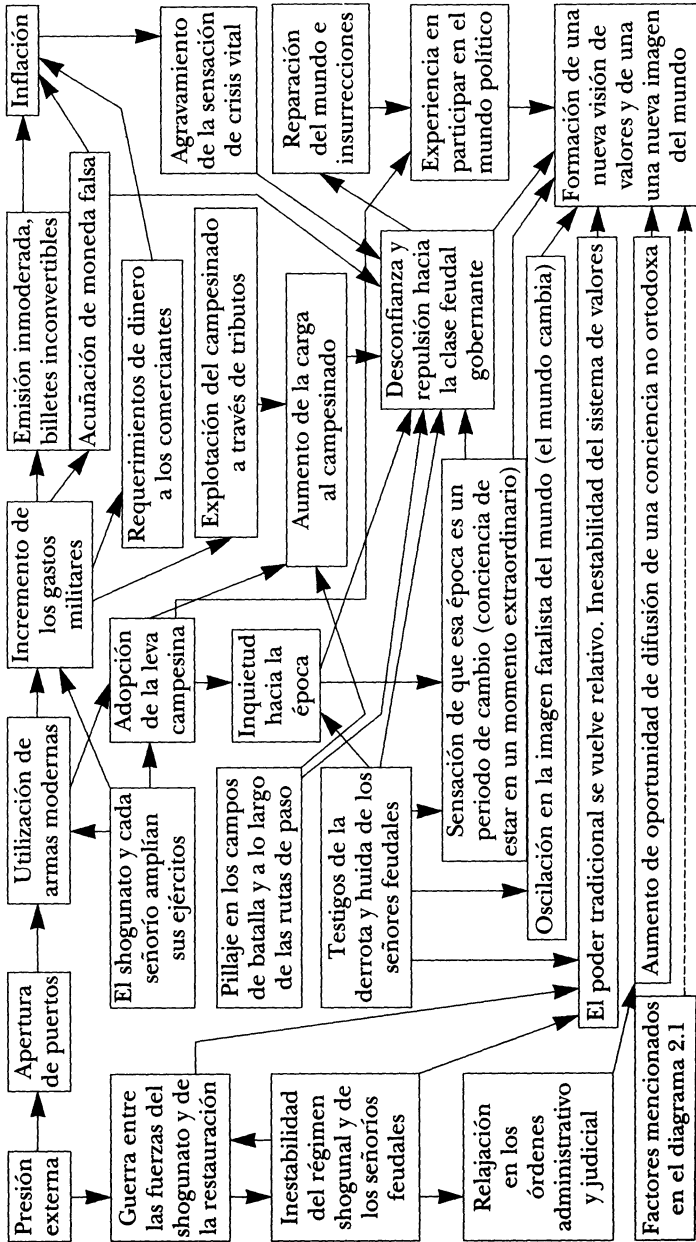 Presión
externa
Apertura
de puertos
Utilización de
armas modernas
Incremento de
los gastos
militares
Emisión inmoderada,
billetes inconvertibles
Inflación
Acuñación de moneda falsa
Guerra entre
las fuerzas del
shogunato y de
la restauración
El shogunato y cada
señorío amplían
sus ejércitos
Adopción
de la leva
campesina
Requerimientos de dinero
a los comerciantes
Agravamiento
de la sensación
de crisis vital
Explotación del campesinado
a través de tributos
Inestabilidad
del régimen
shogunal y de
los señoríos
feudales
Pillaje en los campos
de batalla y a lo largo
de las rutas de paso
Inquietud
hacia la
época
Aumento de la carga
al campesinado
Reparación
del mundo e
insurrecciones
Testigos de la
derrota y huida de los
señores feudales
Desconfianza y
repulsión hacia
la clase feudal
gobernante
Experiencia en
participar en el
mundo político
Relajación
en los
órdenes
administrativo
y judicial
Sensación de que esa época es un
periodo de cambio (conciencia de
estar en un momento extraordinario)
Oscilación en la imagen fatalista del mundo (el mundo cambia)
Formación de una
nueva visión de
valores y de una
una nueva imagen
del mundo
El poder tradicional se vuelve relativo. Inestabilidad del sistema de valores
Aumento de oportunidad de difusión de una conciencia no ortodoxa
Factores mencionados
en el diagrama 2.1